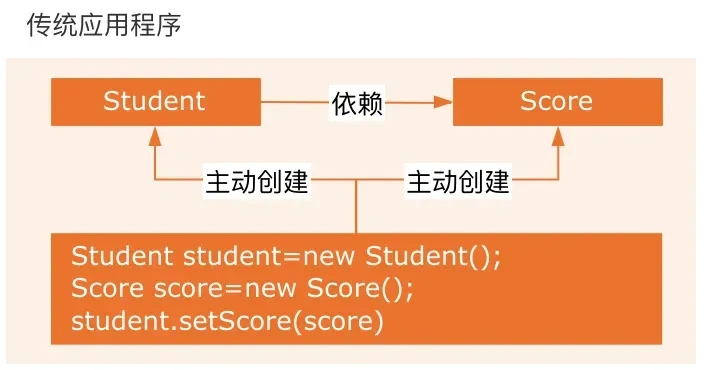 传统应用程序
Student
依赖
Score
主动创建
主动创建
Student student=new Student();
Score score=new Score();
student.setScore(score)